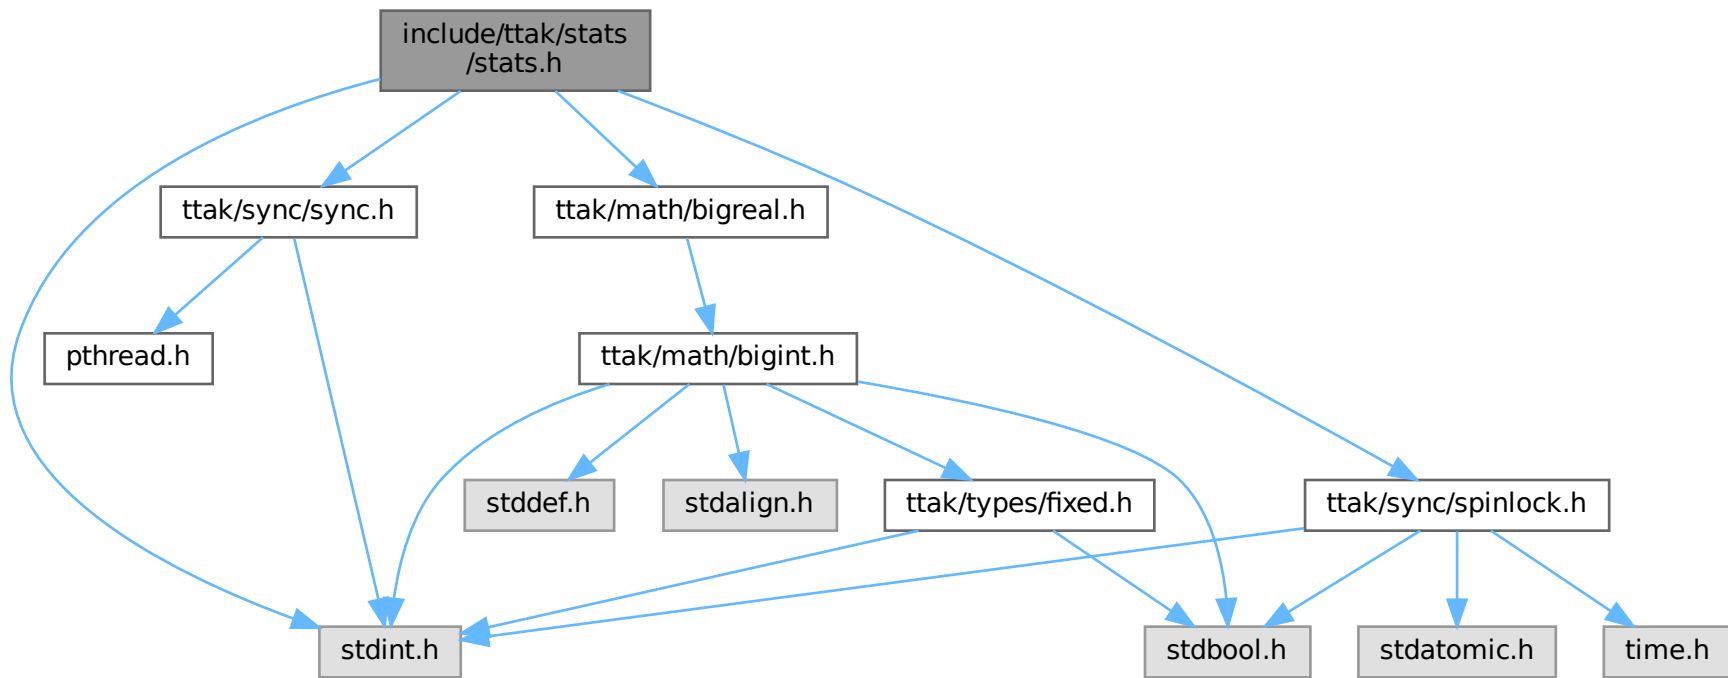 include/ttak/stats
/stats.h
ttak/sync/sync.h
ttak/math/bigreal.h
pthread.h
ttak/math/bigint.h
stddef.h
stdalign.h
ttak/types/fixed.h
ttak/sync/spinlock.h
stdint.h
stdbool.h
stdatomic.h
time.h